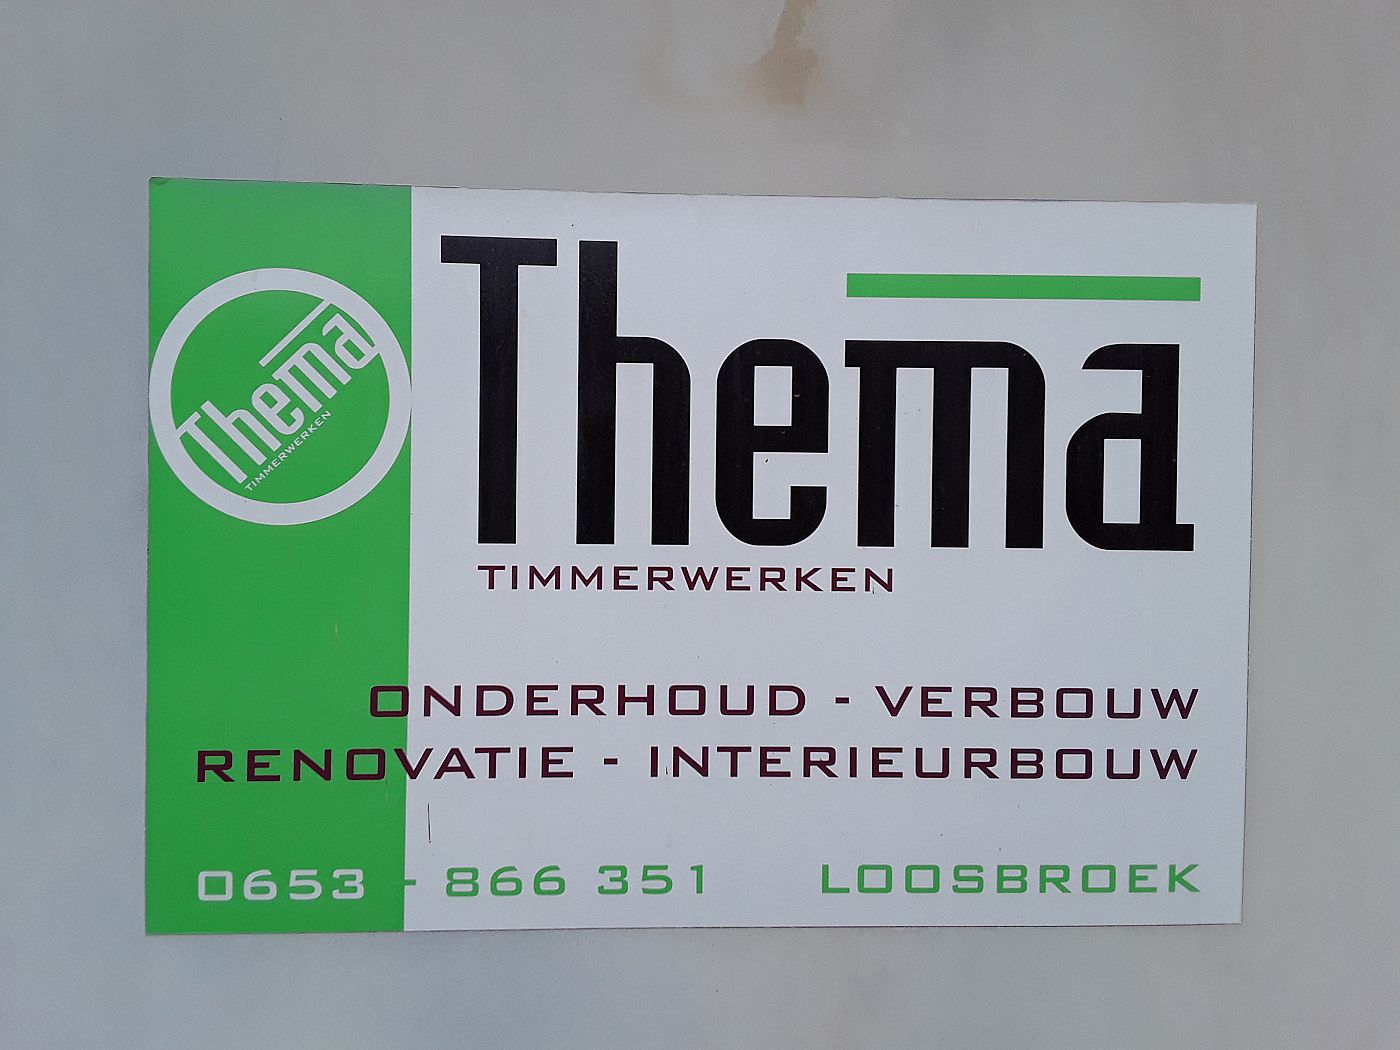 Thema
TIMMERWERKEN
Thema
TIMMERWERKEN
ONDERHOUD - VERBOUW
RENOVATIE - INTERIEURBOUW
0653 - 866 351 LOOSBROEK